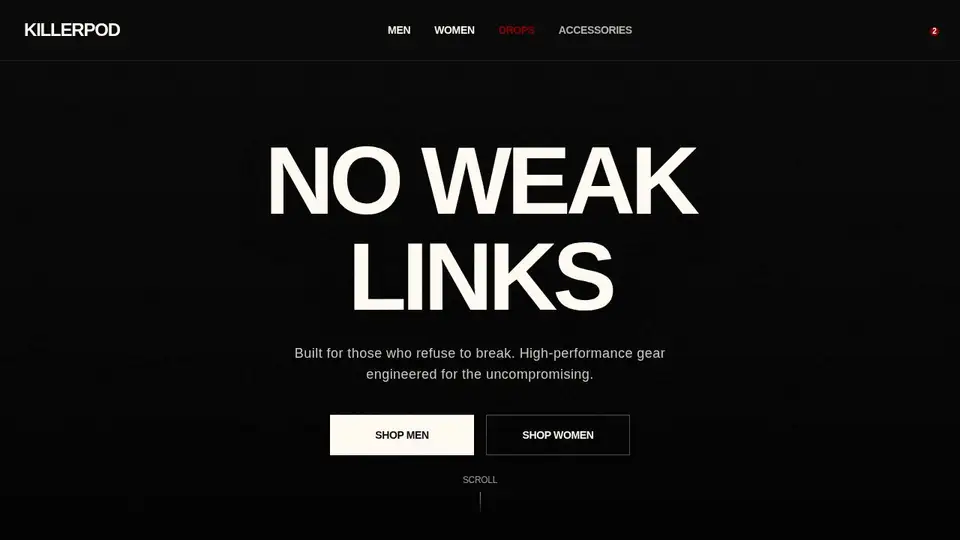 KILLERPOD
MEN WOMEN DROPS ACCESSORIES
2
NO WEAK
LINKS
Built for those who refuse to break. High-performance gear
engineered for the uncompromising.
SHOP MEN SHOP WOMEN
SCROLL